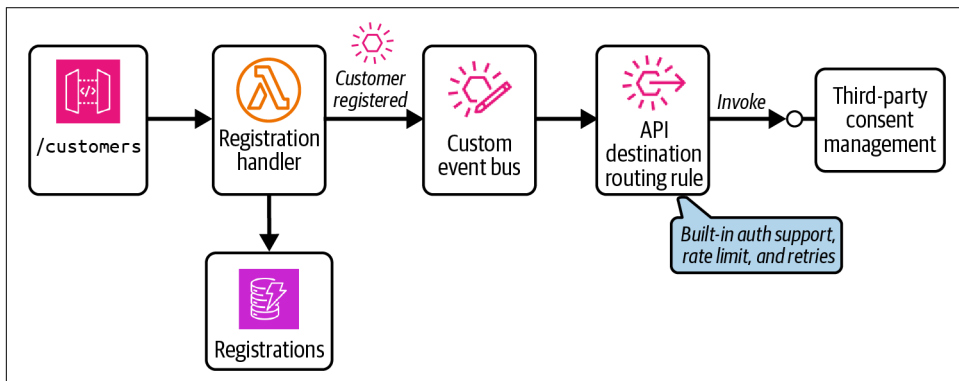 /customers
Registration
handler
Customer
registered
Custom
event bus
API
destination
routing rule
Invoke
Third-party
consent
management
Built-in auth support,
rate limit, and retries
Registrations